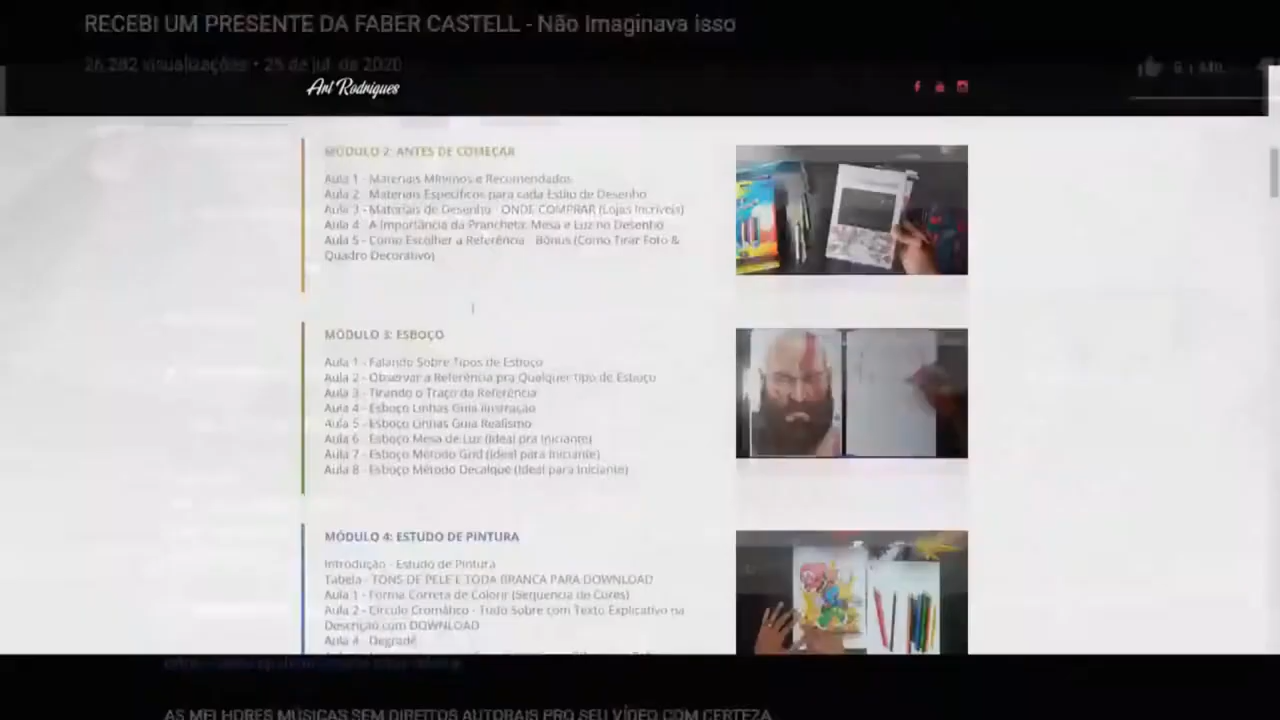 RECEBI UM PRESENTE DA FABER CASTELL - Não Imaginava isso
26.282 visualizações • 25 de jul. de 2020
Art Rodrigues
MÓDULO 2: ANTES DE COMEÇAR
Aula 1 - Materiais Mínimos e Recomendados
Aula 2 - Materiais Específicos para cada Estilo de Desenho
Aula 3 - Materiais de Desenho - ONDE COMPRAR (Lojas Incríveis)
Aula 4 - A Importância da Prancheta, Mesa e Luz no Desenho
Aula 5 - Como Escolher a Referência - Bônus (Como Tirar Foto &
Quadro Decorativo)
MÓDULO 3: ESBOÇO
Aula 1 - Falando Sobre Tipos de Esboço
Aula 2 - Observar a Referência pra Qualquer tipo de Esboço
Aula 3 - Tirando o Traço da Referência
Aula 4 - Esboço Linhas Guia Ilustração
Aula 5 - Esboço Linhas Guia Realismo
Aula 6 - Esboço Mesa de Luz (Ideal pra Iniciante)
Aula 7 - Esboço Método Grid (Ideal para Iniciante)
Aula 8 - Esboço Método Decalque (Ideal para Iniciante)
MÓDULO 4: ESTUDO DE PINTURA
Introdução - Estudo de Pintura
Tabela - TONS DE PELE E TODA BRANCA PARA DOWNLOAD
Aula 1 - Forma Correta de Colorir (Sequência de Cores)
Aula 2 - Círculo Cromático - Tudo Sobre com Texto Explicativo na
Descrição com DOWNLOAD
Aula 4 - Degradê
AS MELHORES MÚSICAS SEM DIREITOS AUTORAIS PRO SEU VÍDEO COM CERTEZA